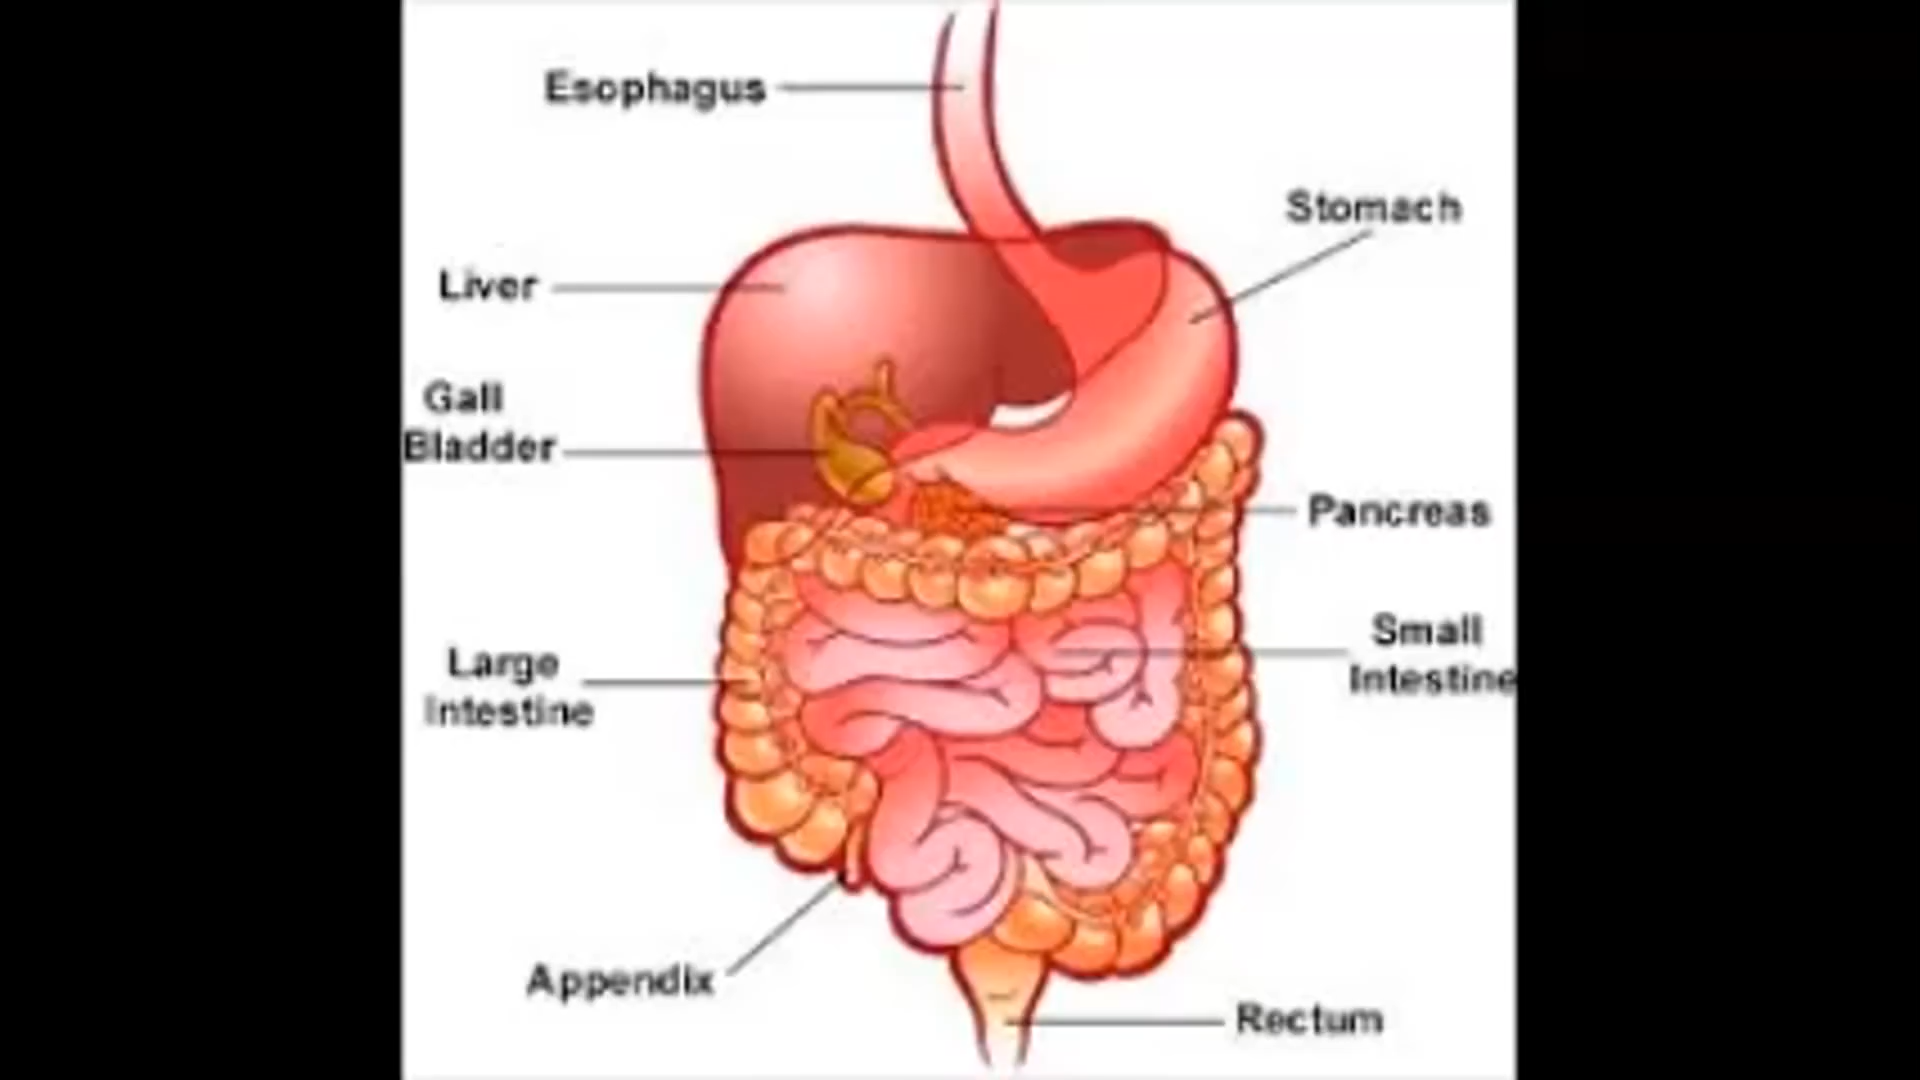 Esophagus
Stomach
Liver
Gall
Bladder
Pancreas
Small
Intestine
Large
Intestine
Appendix
Rectum